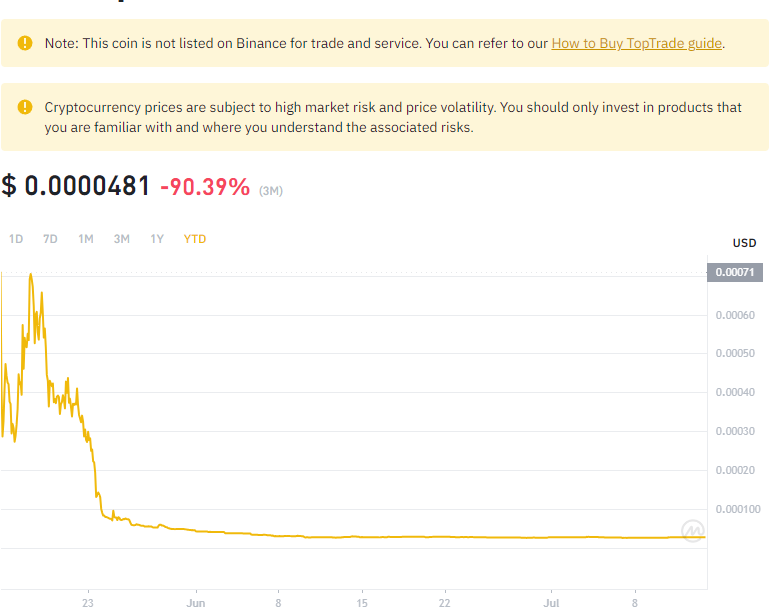 Note: This coin is not listed on Binance for trade and service. You can refer to our How to Buy TopTrade guide.
Cryptocurrency prices are subject to high market risk and price volatility. You should only invest in products that
you are familiar with and where you understand the associated risks.
$ 0.0000481 -90.39% (3M)
1D 7D 1M 3M 1Y YTD
USD
0.00071
0.00060
0.00050
0.00040
0.00030
0.00020
0.000100
23 Jun 8 15 22 Jul 8